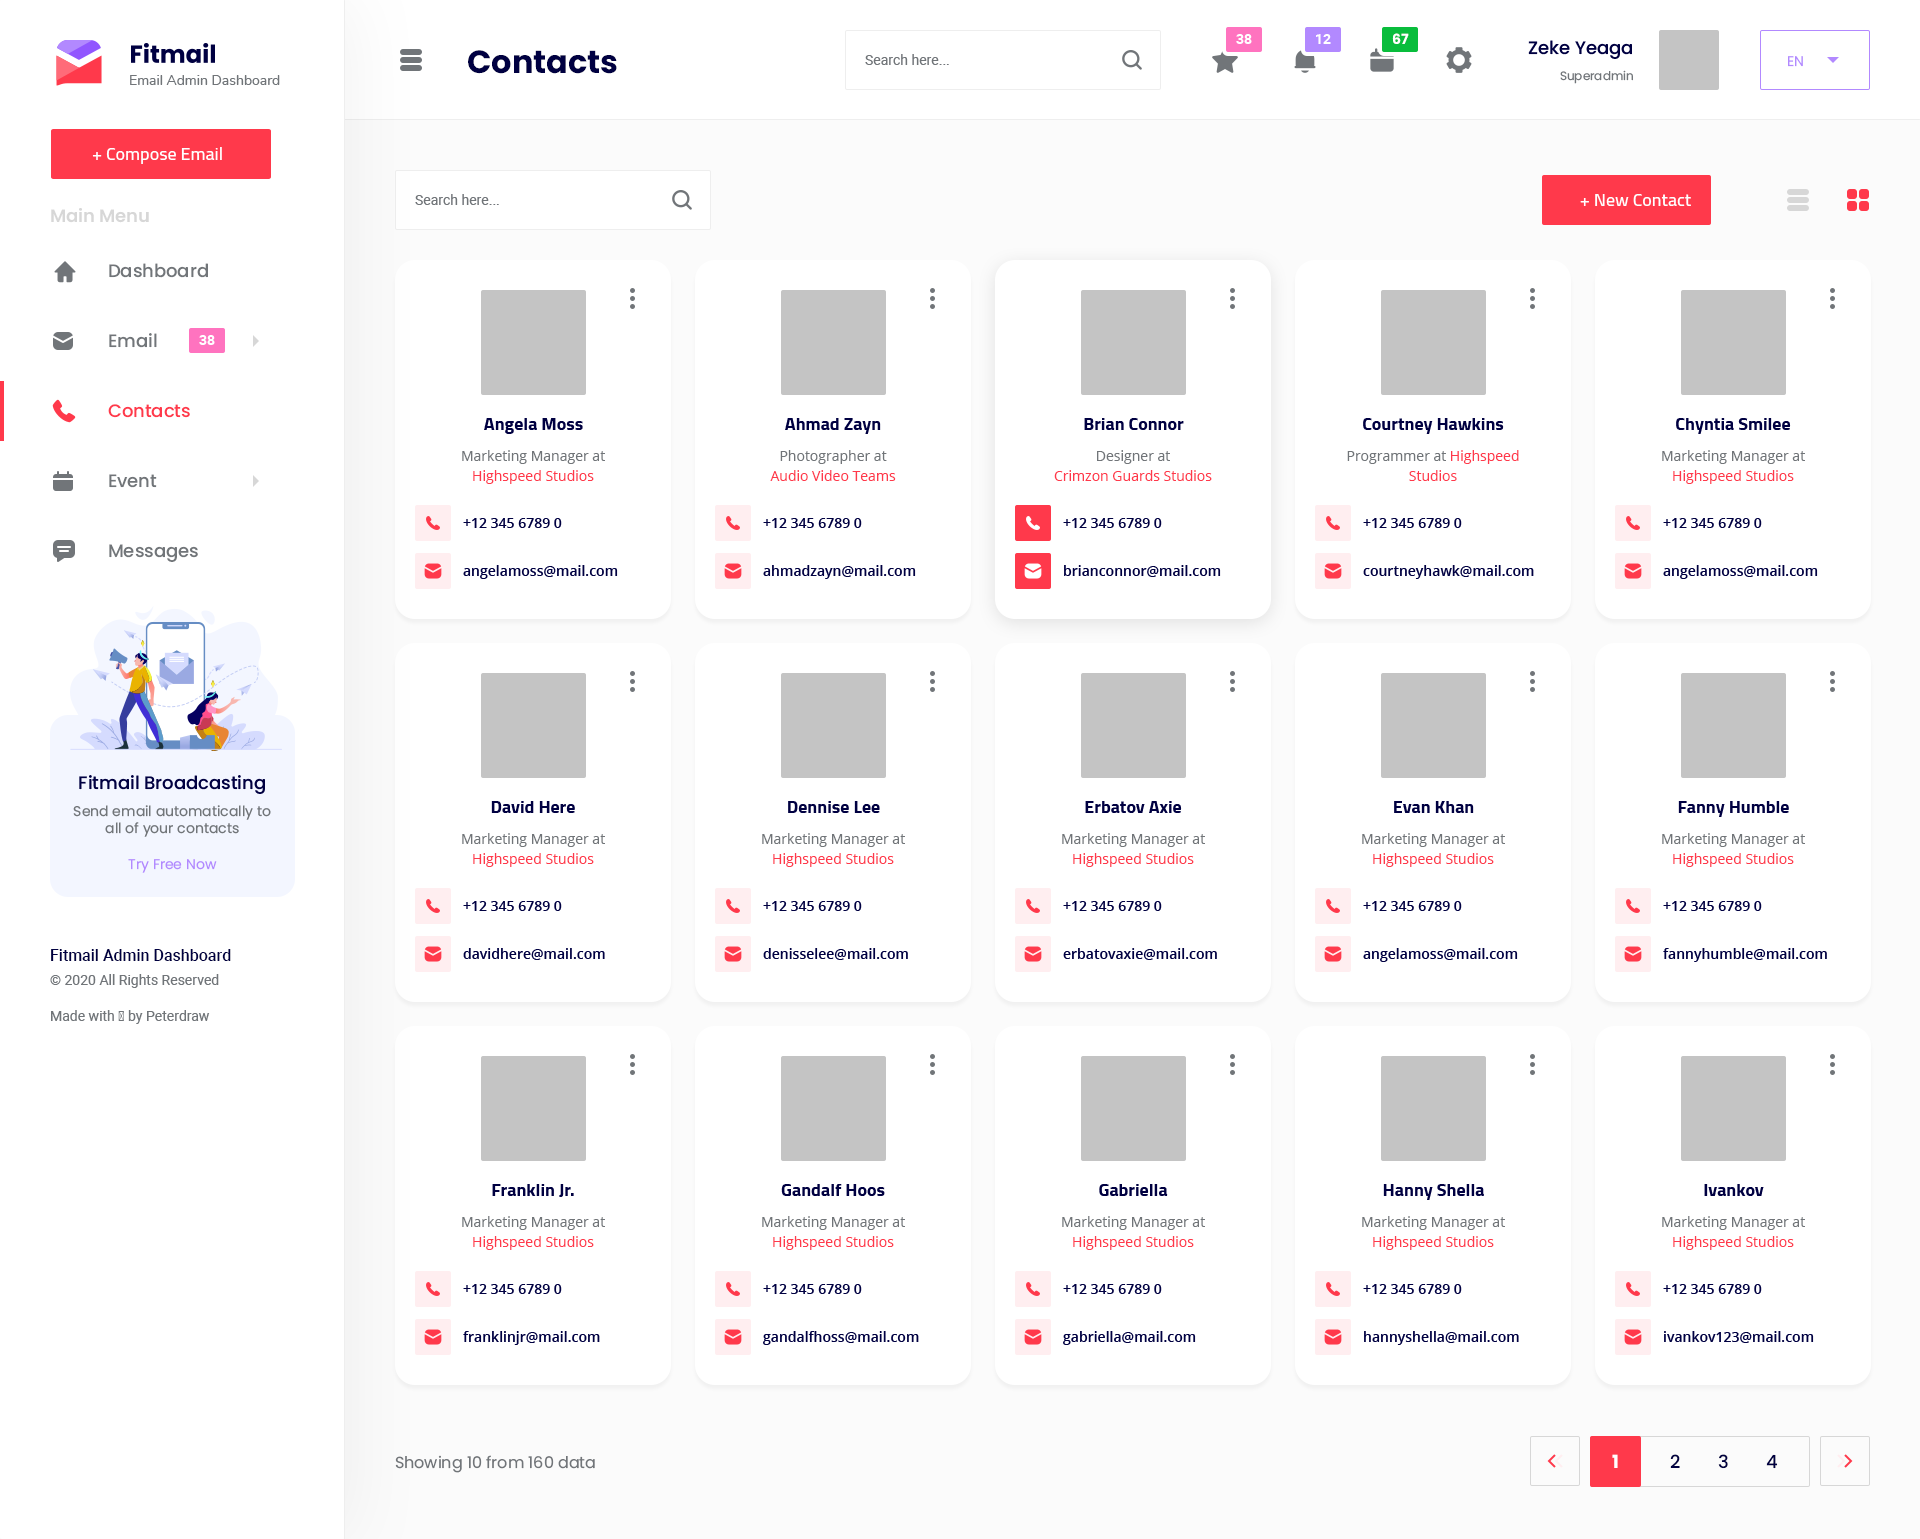 Fitmail
Email Admin Dashboard
+ Compose Email
Main Menu
Dashboard
Email 38
Contacts
Event
Messages
Fitmail Broadcasting
Send email automatically to
all of your contacts
Try Free Now
Fitmail Admin Dashboard
© 2020 All Rights Reserved
Made with by Peterdraw
Contacts
Search here...
38
12
67
Zeke Yeaga
Superadmin
EN
Search here...
+ New Contact
Angela Moss
Marketing Manager at
Highspeed Studios
+12 345 6789 0
angelamoss@mail.com
Ahmad Zayn
Photographer at
Audio Video Teams
+12 345 6789 0
ahmadzayn@mail.com
Brian Connor
Designer at
Crimzon Guards Studios
+12 345 6789 0
brianconnor@mail.com
Courtney Hawkins
Programmer at Highspeed
Studios
+12 345 6789 0
courtneyhawk@mail.com
Chyntia Smilee
Marketing Manager at
Highspeed Studios
+12 345 6789 0
angelamoss@mail.com
David Here
Marketing Manager at
Highspeed Studios
+12 345 6789 0
davidhere@mail.com
Dennise Lee
Marketing Manager at
Highspeed Studios
+12 345 6789 0
denisselee@mail.com
Erbatov Axie
Marketing Manager at
Highspeed Studios
+12 345 6789 0
erbatovaxie@mail.com
Evan Khan
Marketing Manager at
Highspeed Studios
+12 345 6789 0
angelamoss@mail.com
Fanny Humble
Marketing Manager at
Highspeed Studios
+12 345 6789 0
fannyhumble@mail.com
Franklin Jr.
Marketing Manager at
Highspeed Studios
+12 345 6789 0
franklinjr@mail.com
Gandalf Hoos
Marketing Manager at
Highspeed Studios
+12 345 6789 0
gandalfhoss@mail.com
Gabriella
Marketing Manager at
Highspeed Studios
+12 345 6789 0
gabriella@mail.com
Hanny Shella
Marketing Manager at
Highspeed Studios
+12 345 6789 0
hannyshella@mail.com
Ivankov
Marketing Manager at
Highspeed Studios
+12 345 6789 0
ivankov123@mail.com
Showing 10 from 160 data
1 2 3 4